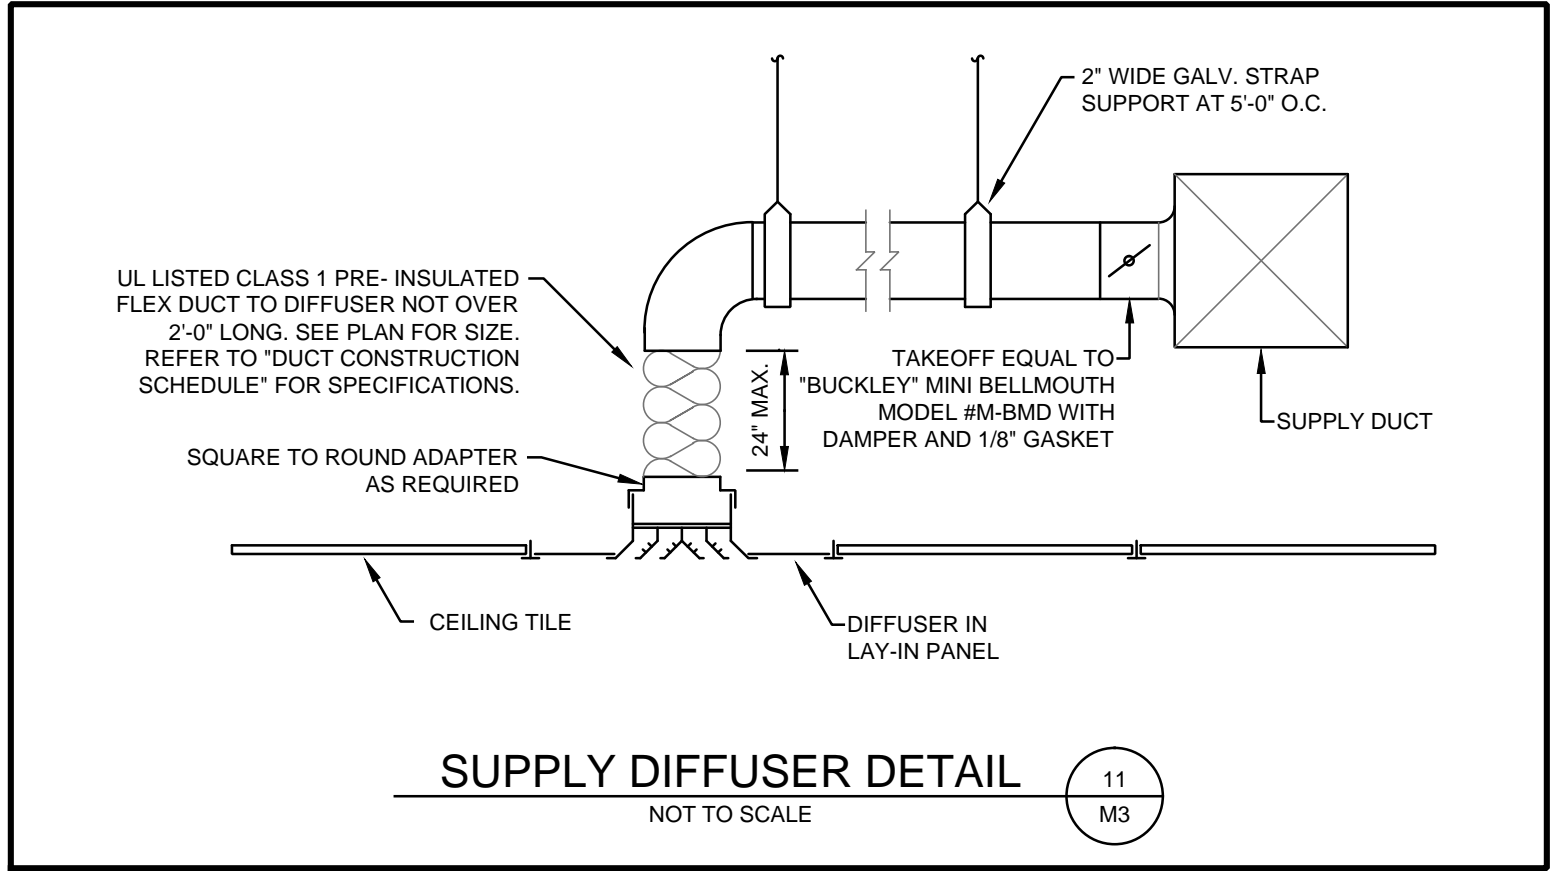 2" WIDE GALV. STRAP
SUPPORT AT 5'-0" O.C.
UL LISTED CLASS 1 PRE- INSULATED
FLEX DUCT TO DIFFUSER NOT OVER
2'-0" LONG. SEE PLAN FOR SIZE.
REFER TO "DUCT CONSTRUCTION
SCHEDULE" FOR SPECIFICATIONS.
24" MAX.
TAKEOFF EQUAL TO
"BUCKLEY" MINI BELLMOUTH
MODEL #M-BMD WITH
DAMPER AND 1/8" GASKET
SUPPLY DUCT
SQUARE TO ROUND ADAPTER
AS REQUIRED
CEILING TILE
DIFFUSER IN
LAY-IN PANEL
SUPPLY DIFFUSER DETAIL
NOT TO SCALE
11
M3